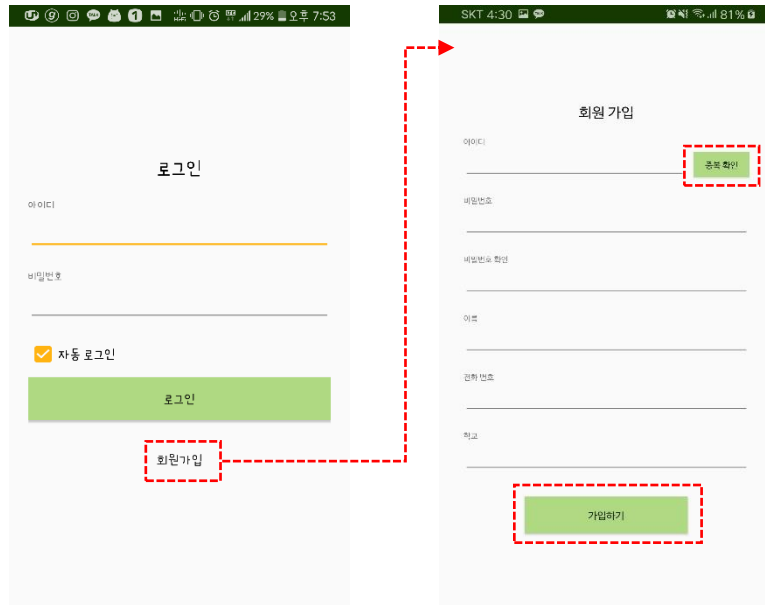 29% 오후 7:53
로그인
아이디
비밀번호
자동 로그인
로그인
회원가입
SKT 4:30 81%
회원 가입
아이디
중복 확인
비밀번호
비밀번호 확인
이름
전화 번호
학교
가입하기